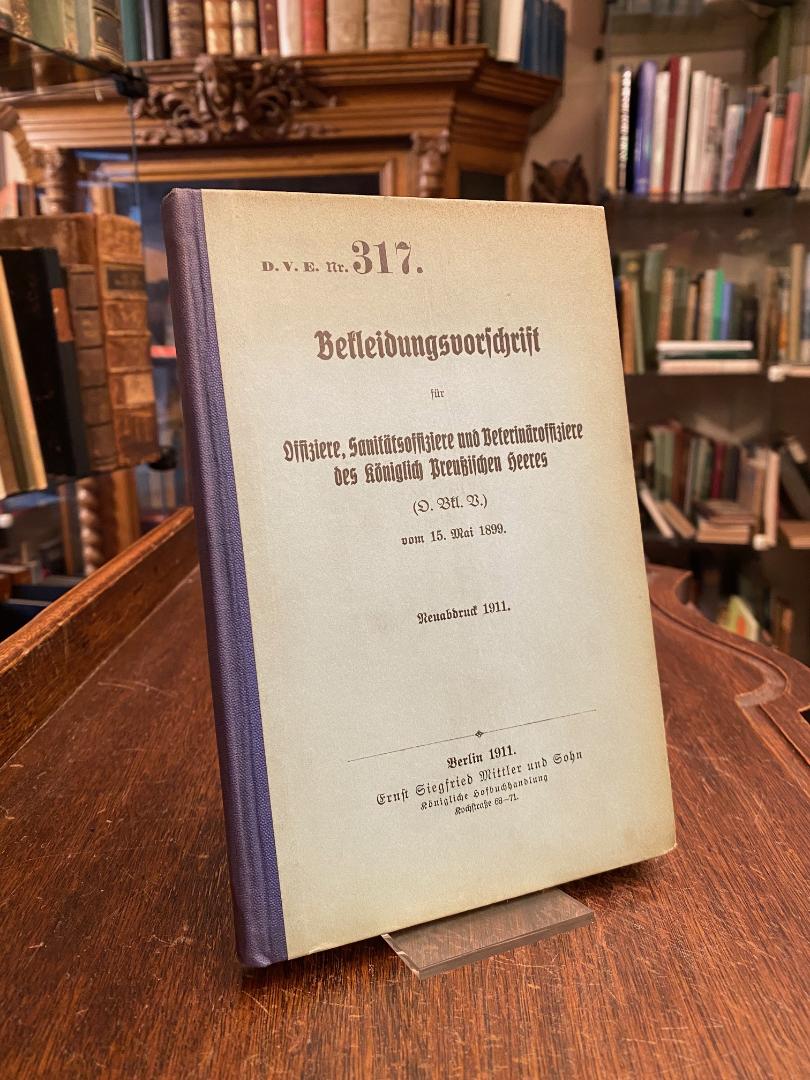 D. V. E. Nr. 317.
Bekleidungsvorschrift
für
Offiziere, Sanitätsoffiziere und Veterinäroffiziere
des Königlich Preußischen Heeres
(O. Bkl. V.)
vom 15. Mai 1899.
Neuabdruck 1911.
Berlin 1911.
Ernst Siegfried Mittler und Sohn
Königliche Hofbuchhandlung
Kochstraße 68–71.